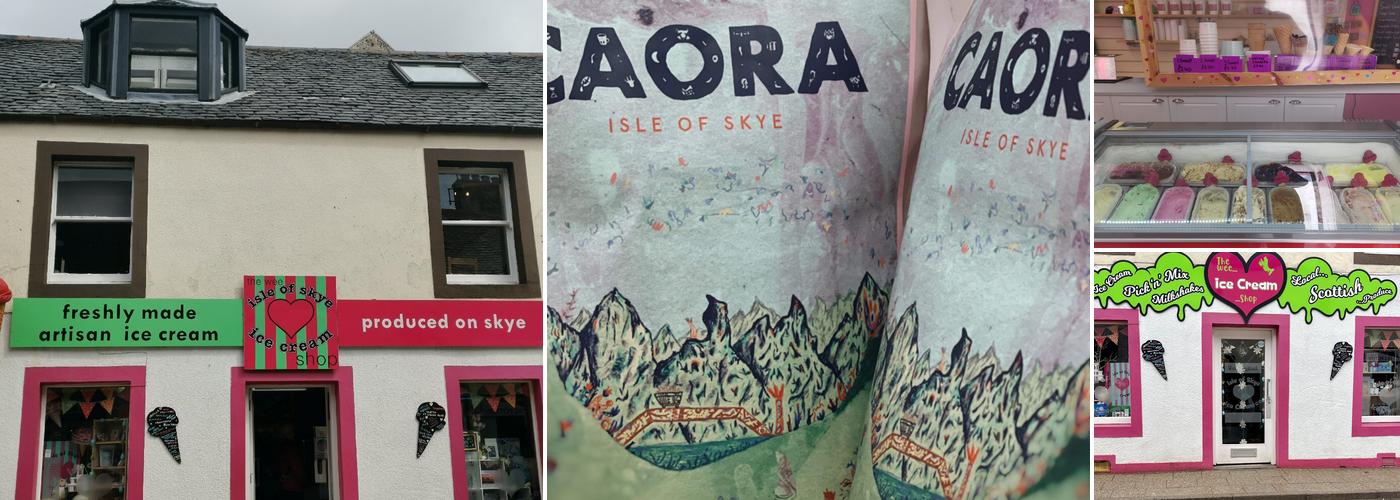 freshly made
artisan ice cream
the wee
isle of skye
ice cream
shop
produced on skye
CAORA
ISLE OF SKYE
CAOR
ISLE OF SKYE
Ice Cream
Pick'n' Mix
Milkshakes
The
wee...
ice Cream
...Shop
Local...
Scottish
...Produce